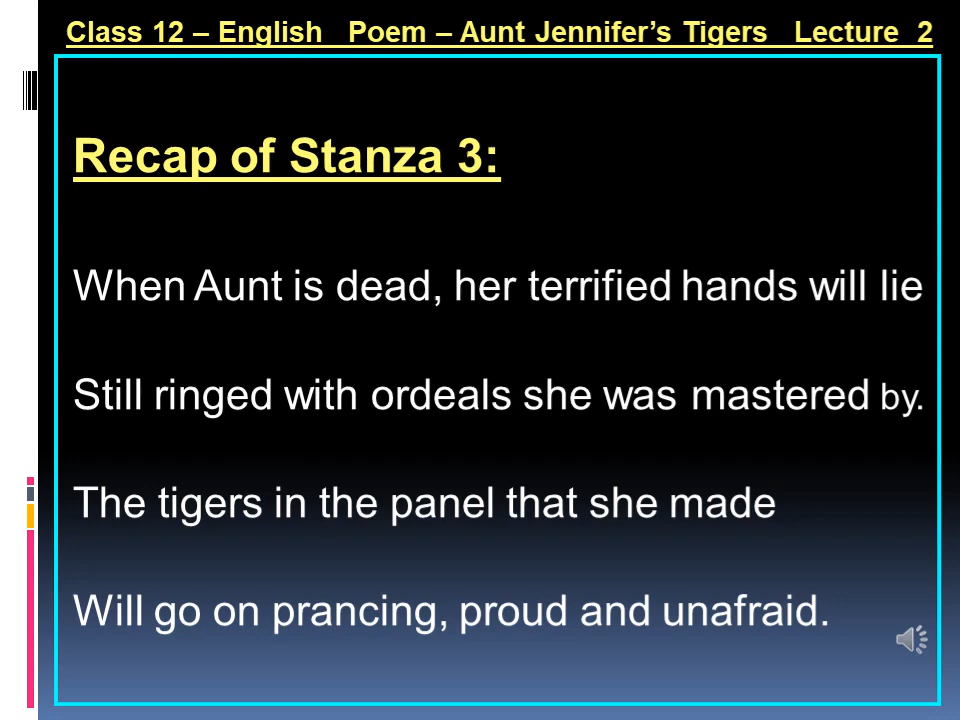 Class 12 – English   Poem – Aunt Jennifer’s Tigers   Lecture  2
Recap of Stanza 3:
When Aunt is dead, her terrified hands will lie
Still ringed with ordeals she was mastered by.
The tigers in the panel that she made
Will go on prancing, proud and unafraid.